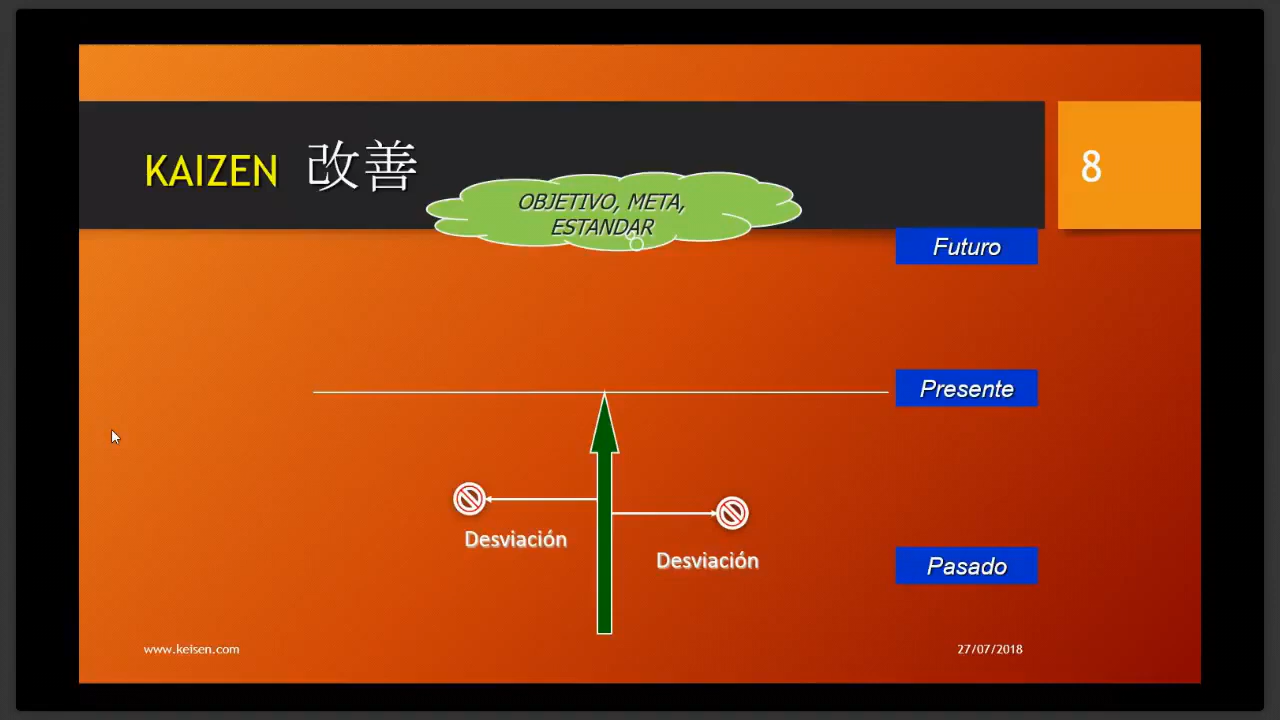 KAIZEN 改善
8
OBJETIVO, META,
ESTANDAR
Futuro
Presente
Desviación
Desviación
Pasado
www.keisen.com
27/07/2018